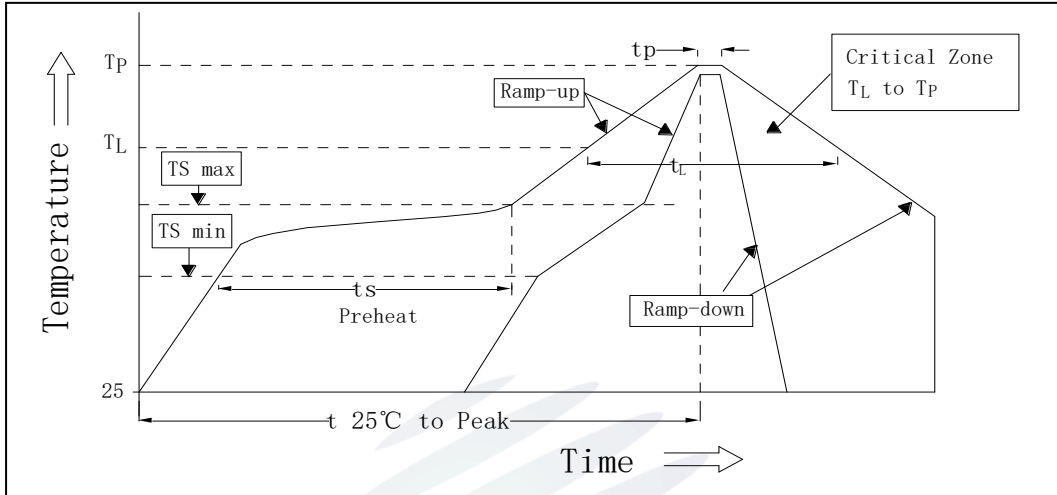 tp
TP
Critical Zone
TL to TP
Ramp-up
TL
tL
TS max
TS min
ts
Preheat
Ramp-down
25
t 25℃ to Peak
Temperature
Time